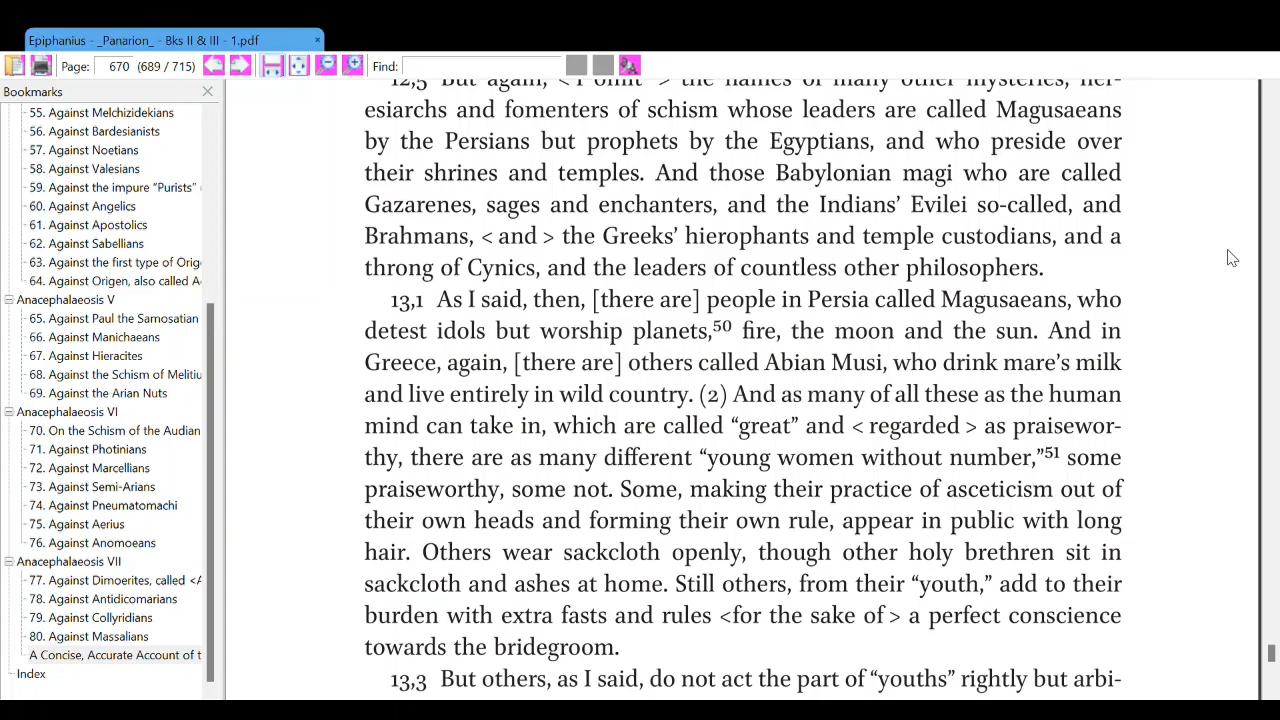 Epiphanius - _Panarion_ - Bks II & III - 1.pdf ×
Page: 670 (689 / 715) Find:
Bookmarks
55. Against Melchizidekians
56. Against Bardesianists
57. Against Noetians
58. Against Valesians
59. Against the impure “Purists”
60. Against Angelics
61. Against Apostolics
62. Against Sabellians
63. Against the first type of Orig
64. Against Origen, also called A
Anacephalaeosis V
65. Against Paul the Samosatian
66. Against Manichaeans
67. Against Hieracites
68. Against the Schism of Melitiu
69. Against the Arian Nuts
Anacephalaeosis VI
70. On the Schism of the Audian
71. Against Photinians
72. Against Marcellians
73. Against Semi-Arians
74. Against Pneumatomachi
75. Against Aerius
76. Against Anomoeans
Anacephalaeosis VII
77. Against Dimoerites, called <A
78. Against Antidicomarians
79. Against Collyridians
80. Against Massalians
A Concise, Accurate Account of t
Index
12,5 But again, < I omit > the names of many other mysteries, her-
esiarchs and fomenters of schism whose leaders are called Magusaeans
by the Persians but prophets by the Egyptians, and who preside over
their shrines and temples. And those Babylonian magi who are called
Gazarenes, sages and enchanters, and the Indians’ Evilei so-called, and
Brahmans, < and > the Greeks’ hierophants and temple custodians, and a
throng of Cynics, and the leaders of countless other philosophers.
13,1 As I said, then, [there are] people in Persia called Magusaeans, who
detest idols but worship planets,50 fire, the moon and the sun. And in
Greece, again, [there are] others called Abian Musi, who drink mare’s milk
and live entirely in wild country. (2) And as many of all these as the human
mind can take in, which are called “great” and < regarded > as praisewor-
thy, there are as many different “young women without number,”51 some
praiseworthy, some not. Some, making their practice of asceticism out of
their own heads and forming their own rule, appear in public with long
hair. Others wear sackcloth openly, though other holy brethren sit in
sackcloth and ashes at home. Still others, from their “youth,” add to their
burden with extra fasts and rules <for the sake of > a perfect conscience
towards the bridegroom.
13,3 But others, as I said, do not act the part of “youths” rightly but arbi-